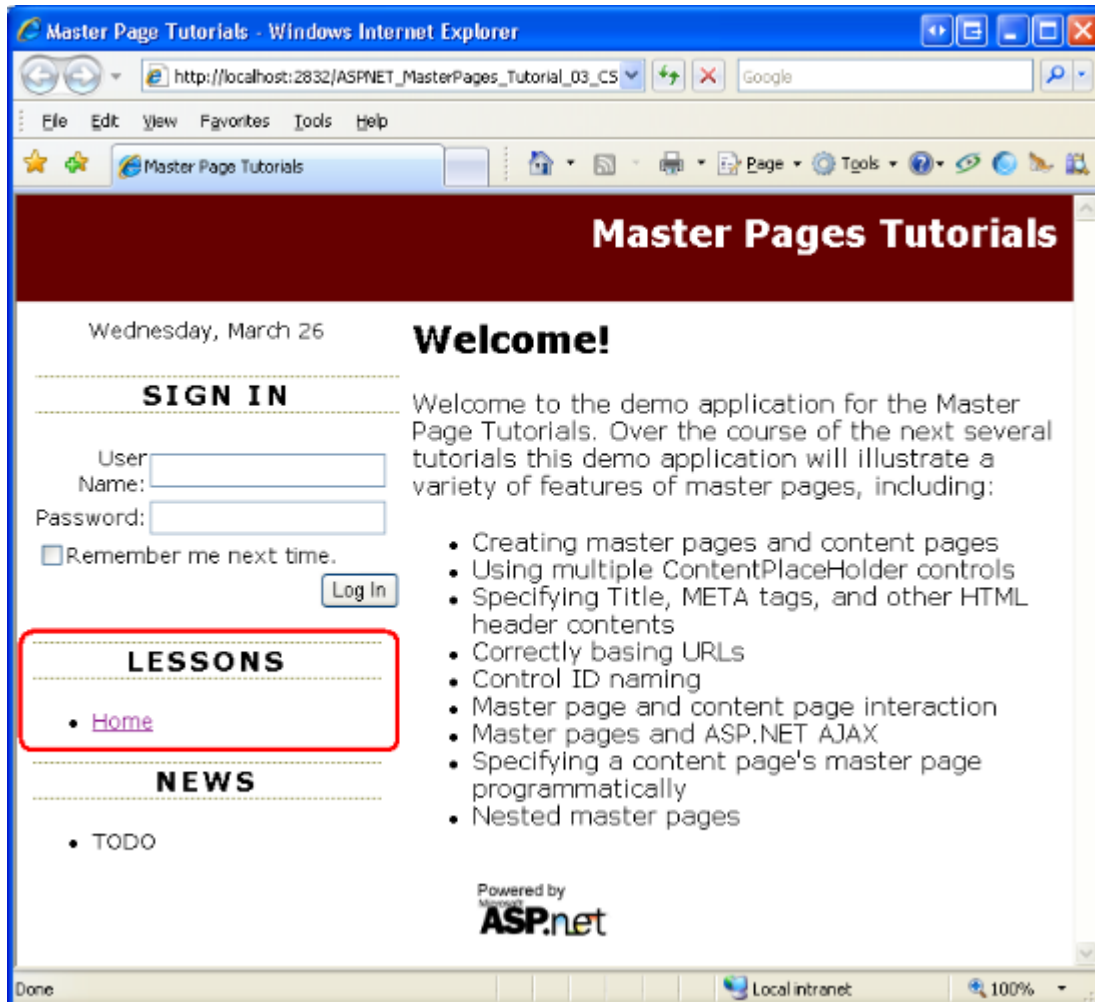 Master Page Tutorials - Windows Internet Explorer
http://localhost:2832/ASPNET_MasterPages_Tutorial_03_CS
Google
File Edit View Favorites Tools Help
Master Page Tutorials
Page Tools
Master Pages Tutorials
Wednesday, March 26
SIGN IN
User
Name:
Password:
Remember me next time.
Log In
LESSONS
Home
NEWS
TODO
Welcome!
Welcome to the demo application for the Master
Page Tutorials. Over the course of the next several
tutorials this demo application will illustrate a
variety of features of master pages, including:
Creating master pages and content pages
Using multiple ContentPlaceHolder controls
Specifying Title, META tags, and other HTML
header contents
Correctly basing URLs
Control ID naming
Master page and content page interaction
Master pages and ASP.NET AJAX
Specifying a content page's master page
programmatically
Nested master pages
Powered by
Microsoft
ASP.net
Done
Local intranet
100%